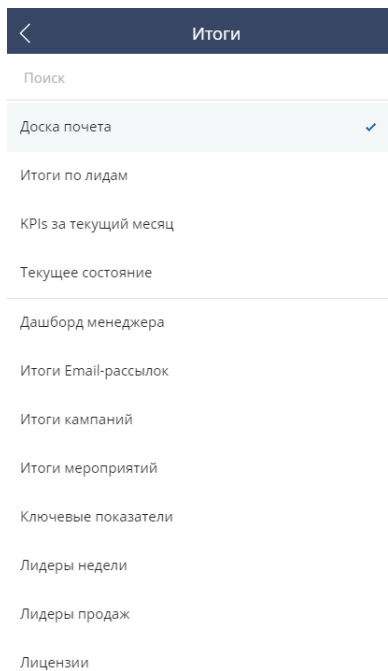 Итоги
Поиск
Доска почета
Итоги по лидам
KPIs за текущий месяц
Текущее состояние
Дашборд менеджера
Итоги Email-рассылок
Итоги кампаний
Итоги мероприятий
Ключевые показатели
Лидеры недели
Лидеры продаж
Лицензии